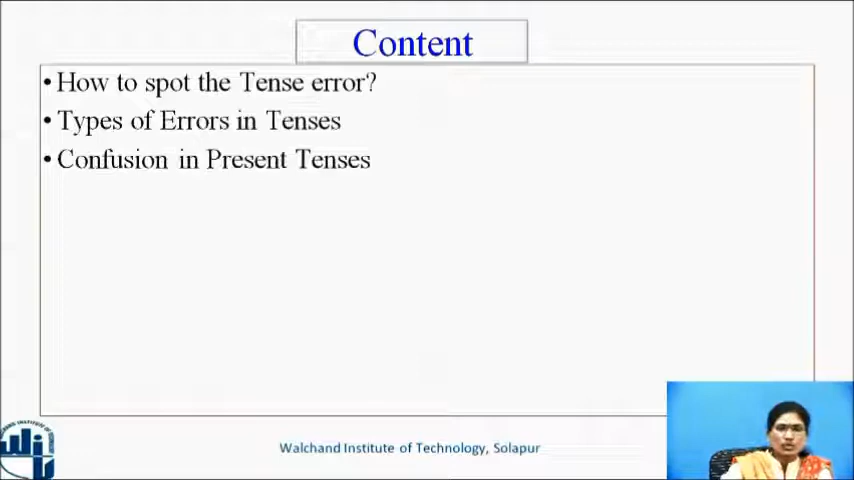 Content
• How to spot the Tense error?
• Types of Errors in Tenses
• Confusion in Present Tenses
Walchand Institute of Technology, Solapur